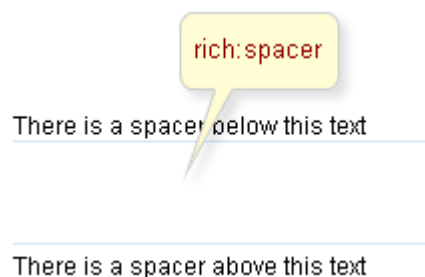 rich:spacer
There is a spacer below this text
There is a spacer above this text